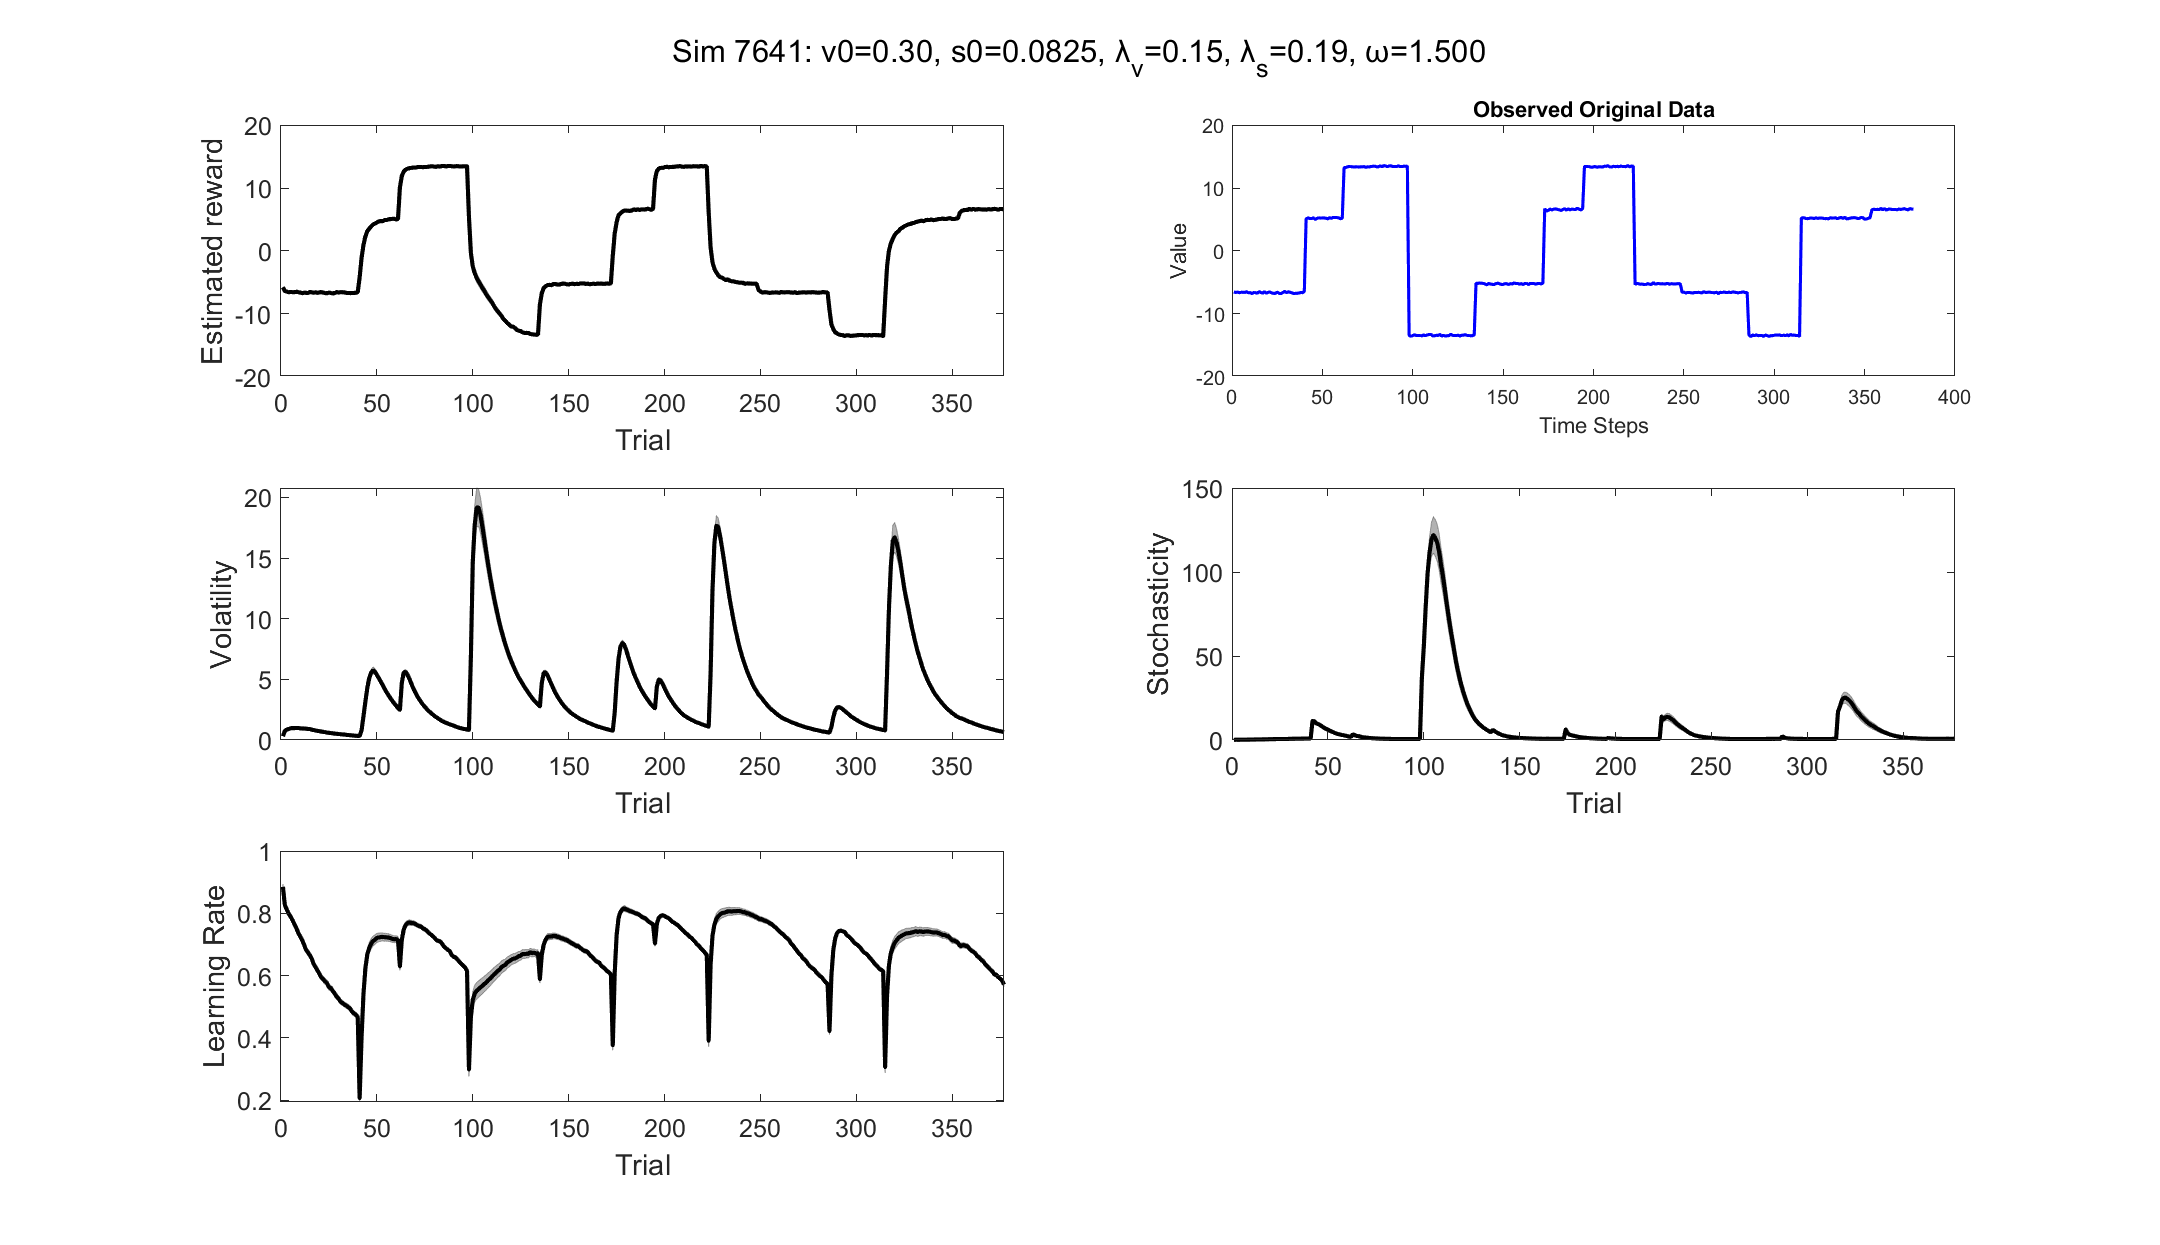 Sim 7641: v0=0.30, s0=0.0825, λ_v=0.15, λ_s=0.19, ω=1.500
Estimated reward
20
10
0
-10
-20
0 50 100 150 200 250 300 350
Trial
Observed Original Data
Value
20
10
0
-10
-20
0 50 100 150 200 250 300 350 400
Time Steps
Volatility
20
15
10
5
0
0 50 100 150 200 250 300 350
Trial
Stochasticity
150
100
50
0
0 50 100 150 200 250 300 350
Trial
Learning Rate
1
0.8
0.6
0.4
0.2
0 50 100 150 200 250 300 350
Trial